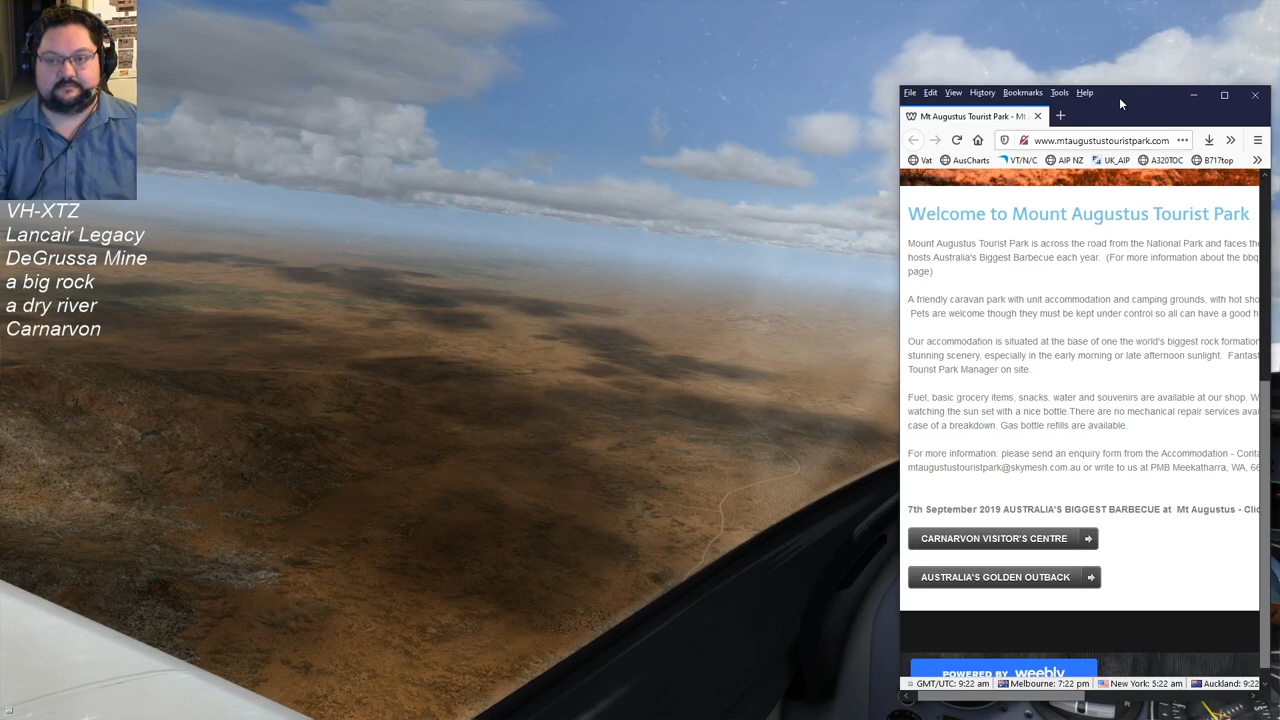 VH-XTZ
Lancair Legacy
DeGrussa Mine
a big rock
a dry river
Carnarvon
File Edit View History Bookmarks Tools Help
Mt Augustus Tourist Park - Mt
www.mtaugustustouristpark.com
Vat AusCharts VT/N/C AIP NZ UK_AIP A320TOC B717top
Welcome to Mount Augustus Tourist Park
Mount Augustus Tourist Park is across the road from the National Park and faces the
hosts Australia's Biggest Barbecue each year. (For more information about the bbq
page)
A friendly caravan park with unit accommodation and camping grounds, with hot sho
Pets are welcome though they must be kept under control so all can have a good h
Our accommodation is situated at the base of one the world's biggest rock formation
stunning scenery, especially in the early morning or late afternoon sunlight. Fantast
Tourist Park Manager on site.
Fuel, basic grocery items, snacks, water and souvenirs are available at our shop. W
watching the sun set with a nice bottle.There are no mechanical repair services avai
case of a breakdown. Gas bottle refills are available.
For more information: please send an enquiry form from the Accommodation - Conta
mtaugustustouristpark@skymesh.com.au or write to us at PMB Meekatharra, WA, 66
7th September 2019 AUSTRALIA'S BIGGEST BARBECUE at Mt Augustus - Clic
CARNARVON VISITOR'S CENTRE
AUSTRALIA'S GOLDEN OUTBACK
POWERED BY weebly
GMT/UTC: 9:22 am Melbourne: 7:22 pm New York: 5:22 am Auckland: 9:22